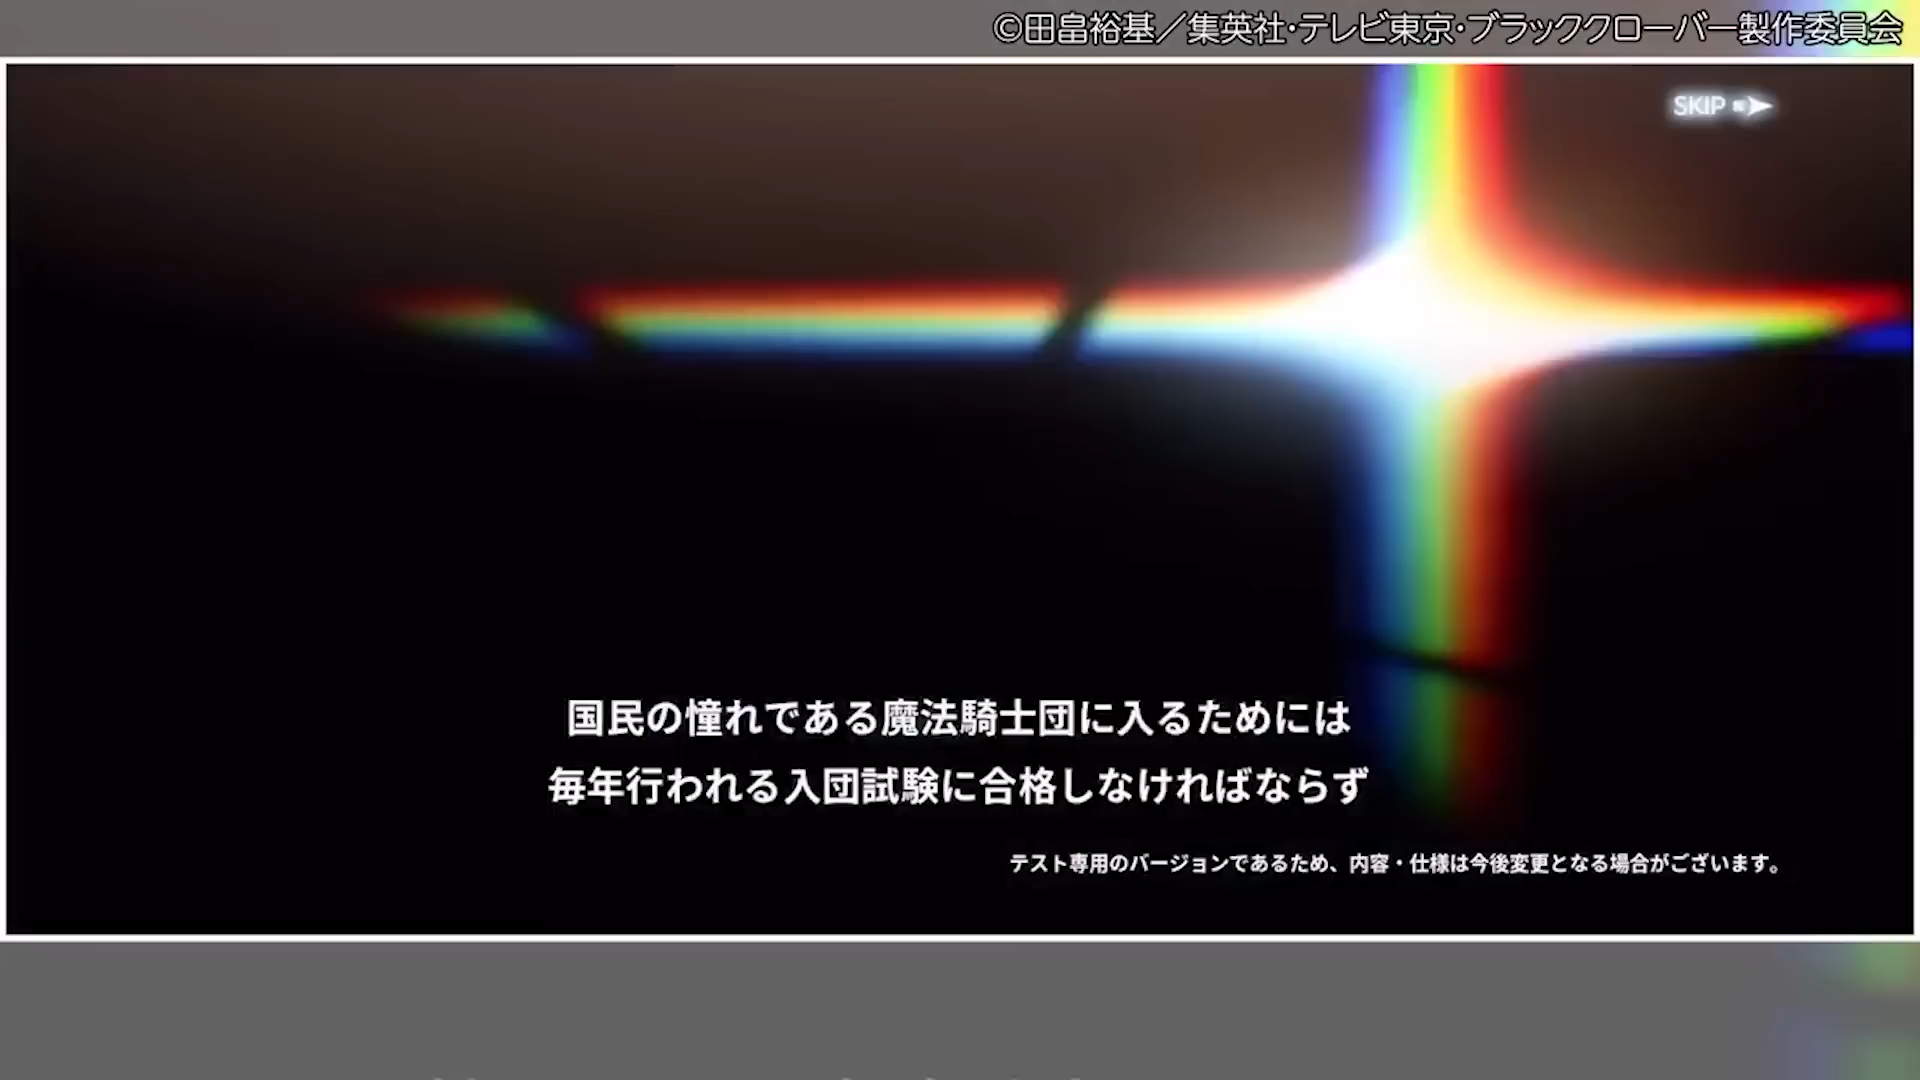 ©田畠裕基／集英社・テレビ東京・ブラッククローバー製作委員会
SKIP
国民の憧れである魔法騎士団に入るためには
毎年行われる入団試験に合格しなければならず
テスト専用のバージョンであるため、内容・仕様は今後変更となる場合がございます。